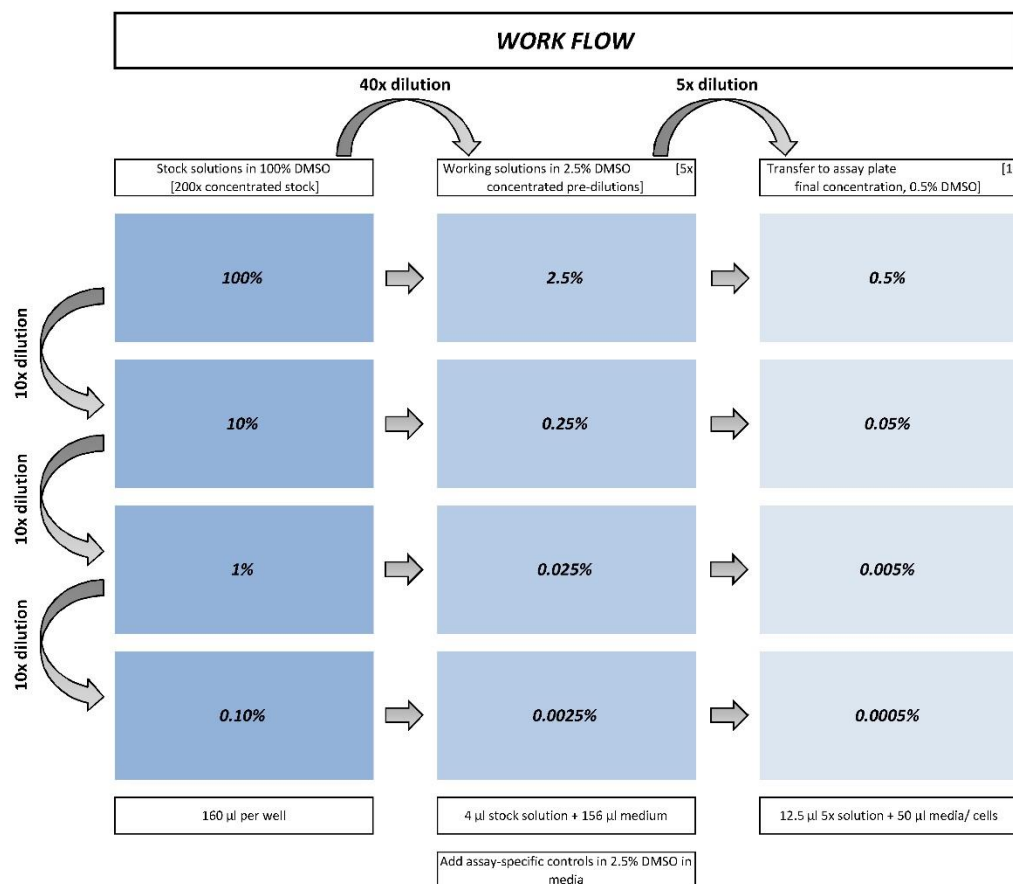 WORK FLOW
40x dilution
5x dilution
Stock solutions in 100% DMSO
[200x concentrated stock]
Working solutions in 2.5% DMSO [5x
concentrated pre-dilutions]
Transfer to assay plate [1
final concentration, 0.5% DMSO]
100%
2.5%
0.5%
10x dilution
10%
0.25%
0.05%
10x dilution
1%
0.025%
0.005%
10x dilution
0.10%
0.0025%
0.0005%
160 µl per well
4 µl stock solution + 156 µl medium
12.5 µl 5x solution + 50 µl media/ cells
Add assay-specific controls in 2.5% DMSO in
media